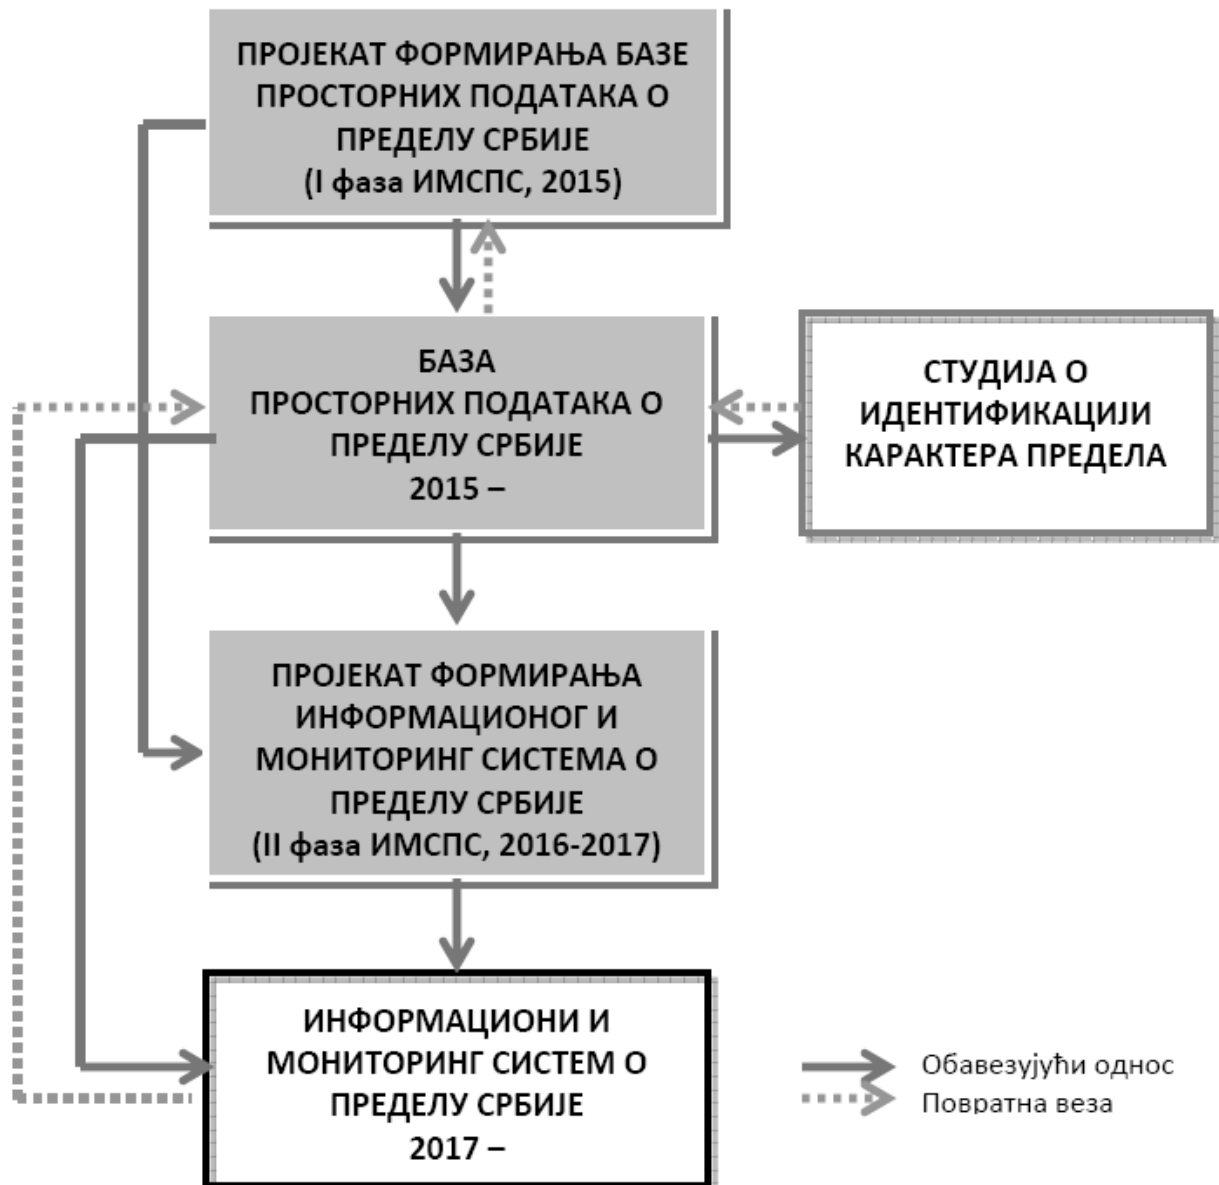 ПРОЈЕКАТ ФОРМИРАЊА БАЗЕ
ПРОСТОРНИХ ПОДАТАКА О
ПРЕДЕЛУ СРБИЈЕ
(I фаза ИМСПС, 2015)
БАЗА
ПРОСТОРНИХ ПОДАТАКА О
ПРЕДЕЛУ СРБИЈЕ
2015 –
СТУДИЈА О
ИДЕНТИФИКАЦИЈИ
КАРАКТЕРА ПРЕДЕЛА
ПРОЈЕКАТ ФОРМИРАЊА
ИНФОРМАЦИОНОГ И
МОНИТОРИНГ СИСТЕМА О
ПРЕДЕЛУ СРБИЈЕ
(II фаза ИМСПС, 2016-2017)
ИНФОРМАЦИОНИ И
МОНИТОРИНГ СИСТЕМ О
ПРЕДЕЛУ СРБИЈЕ
2017 –
Обавезујући однос
Повратна веза